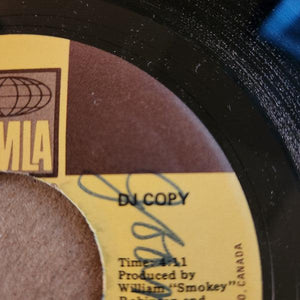 MLA
DJ COPY
Time: 4:11
Produced by
William "Smokey"
Robinson and
D, CANADA